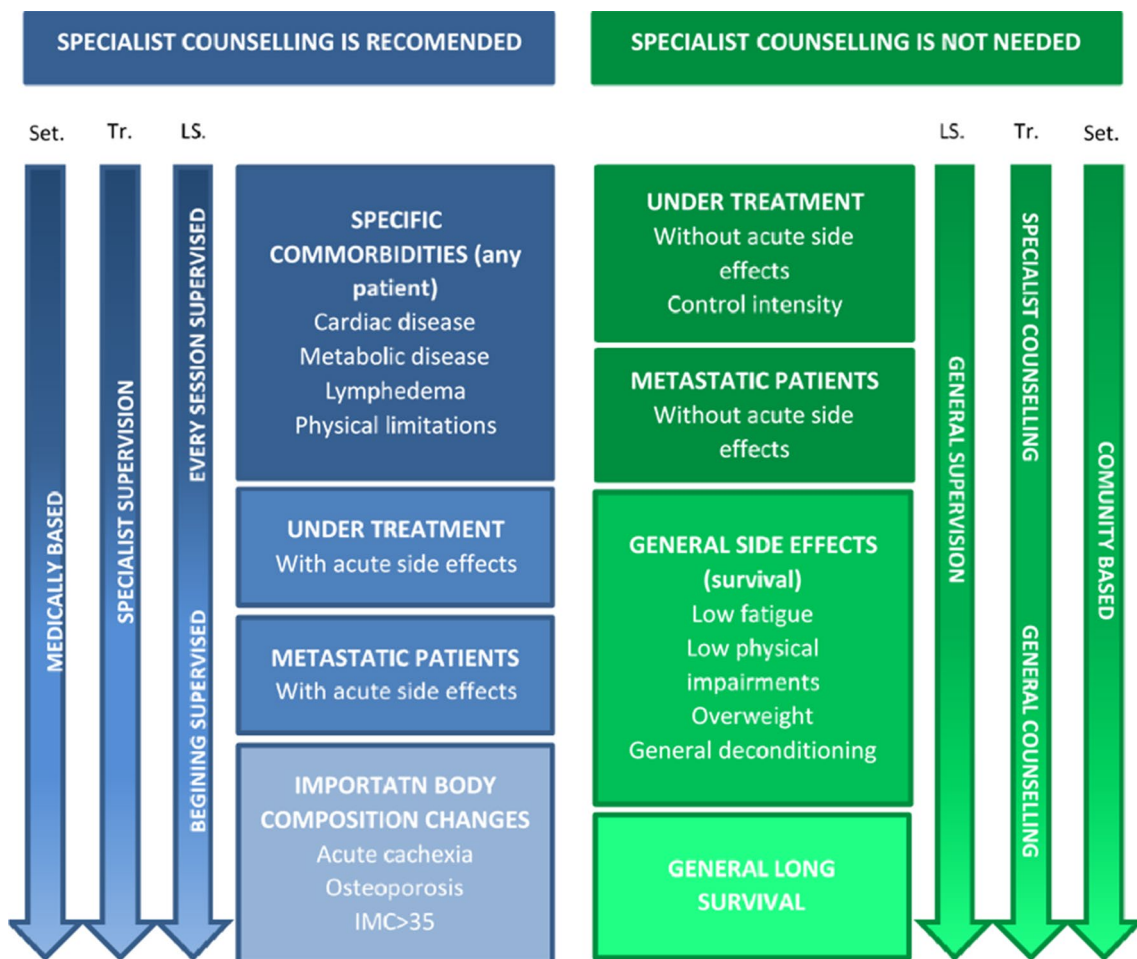 SPECIALIST COUNSELLING IS RECOMENDED
SPECIALIST COUNSELLING IS NOT NEEDED
Set.
Tr.
LS.
MEDICALLY BASED
SPECIALIST SUPERVISION
EVERY SESSION SUPERVISED
BEGINING SUPERVISED
SPECIFIC
COMMORBIDITIES (any
patient)
Cardiac disease
Metabolic disease
Lymphedema
Physical limitations
UNDER TREATMENT
With acute side effects
METASTATIC PATIENTS
With acute side effects
IMPORTATN BODY
COMPOSITION CHANGES
Acute cachexia
Osteoporosis
IMC>35
UNDER TREATMENT
Without acute side
effects
Control intensity
METASTATIC PATIENTS
Without acute side
effects
GENERAL SIDE EFFECTS
(survival)
Low fatigue
Low physical
impairments
Overweight
General deconditioning
GENERAL LONG
SURVIVAL
LS.
Tr.
Set.
GENERAL SUPERVISION
SPECIALIST COUNSELLING
GENERAL COUNSELLING
COMUNITY BASED